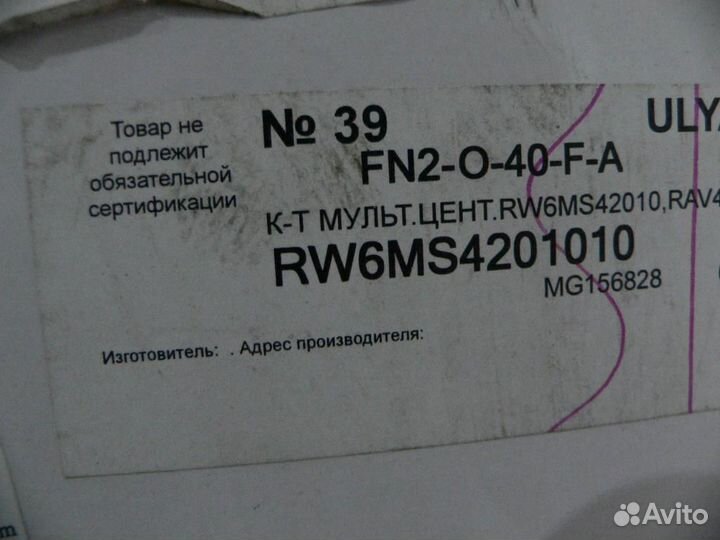 Товар не
подлежит
обязательной
сертификации
№ 39
ULY
FN2-O-40-F-A
К-Т МУЛЬТ.ЦЕНТ.RW6MS42010,RAV4
RW6MS4201010
MG156828
Изготовитель: . Адрес производителя:
m
Avito